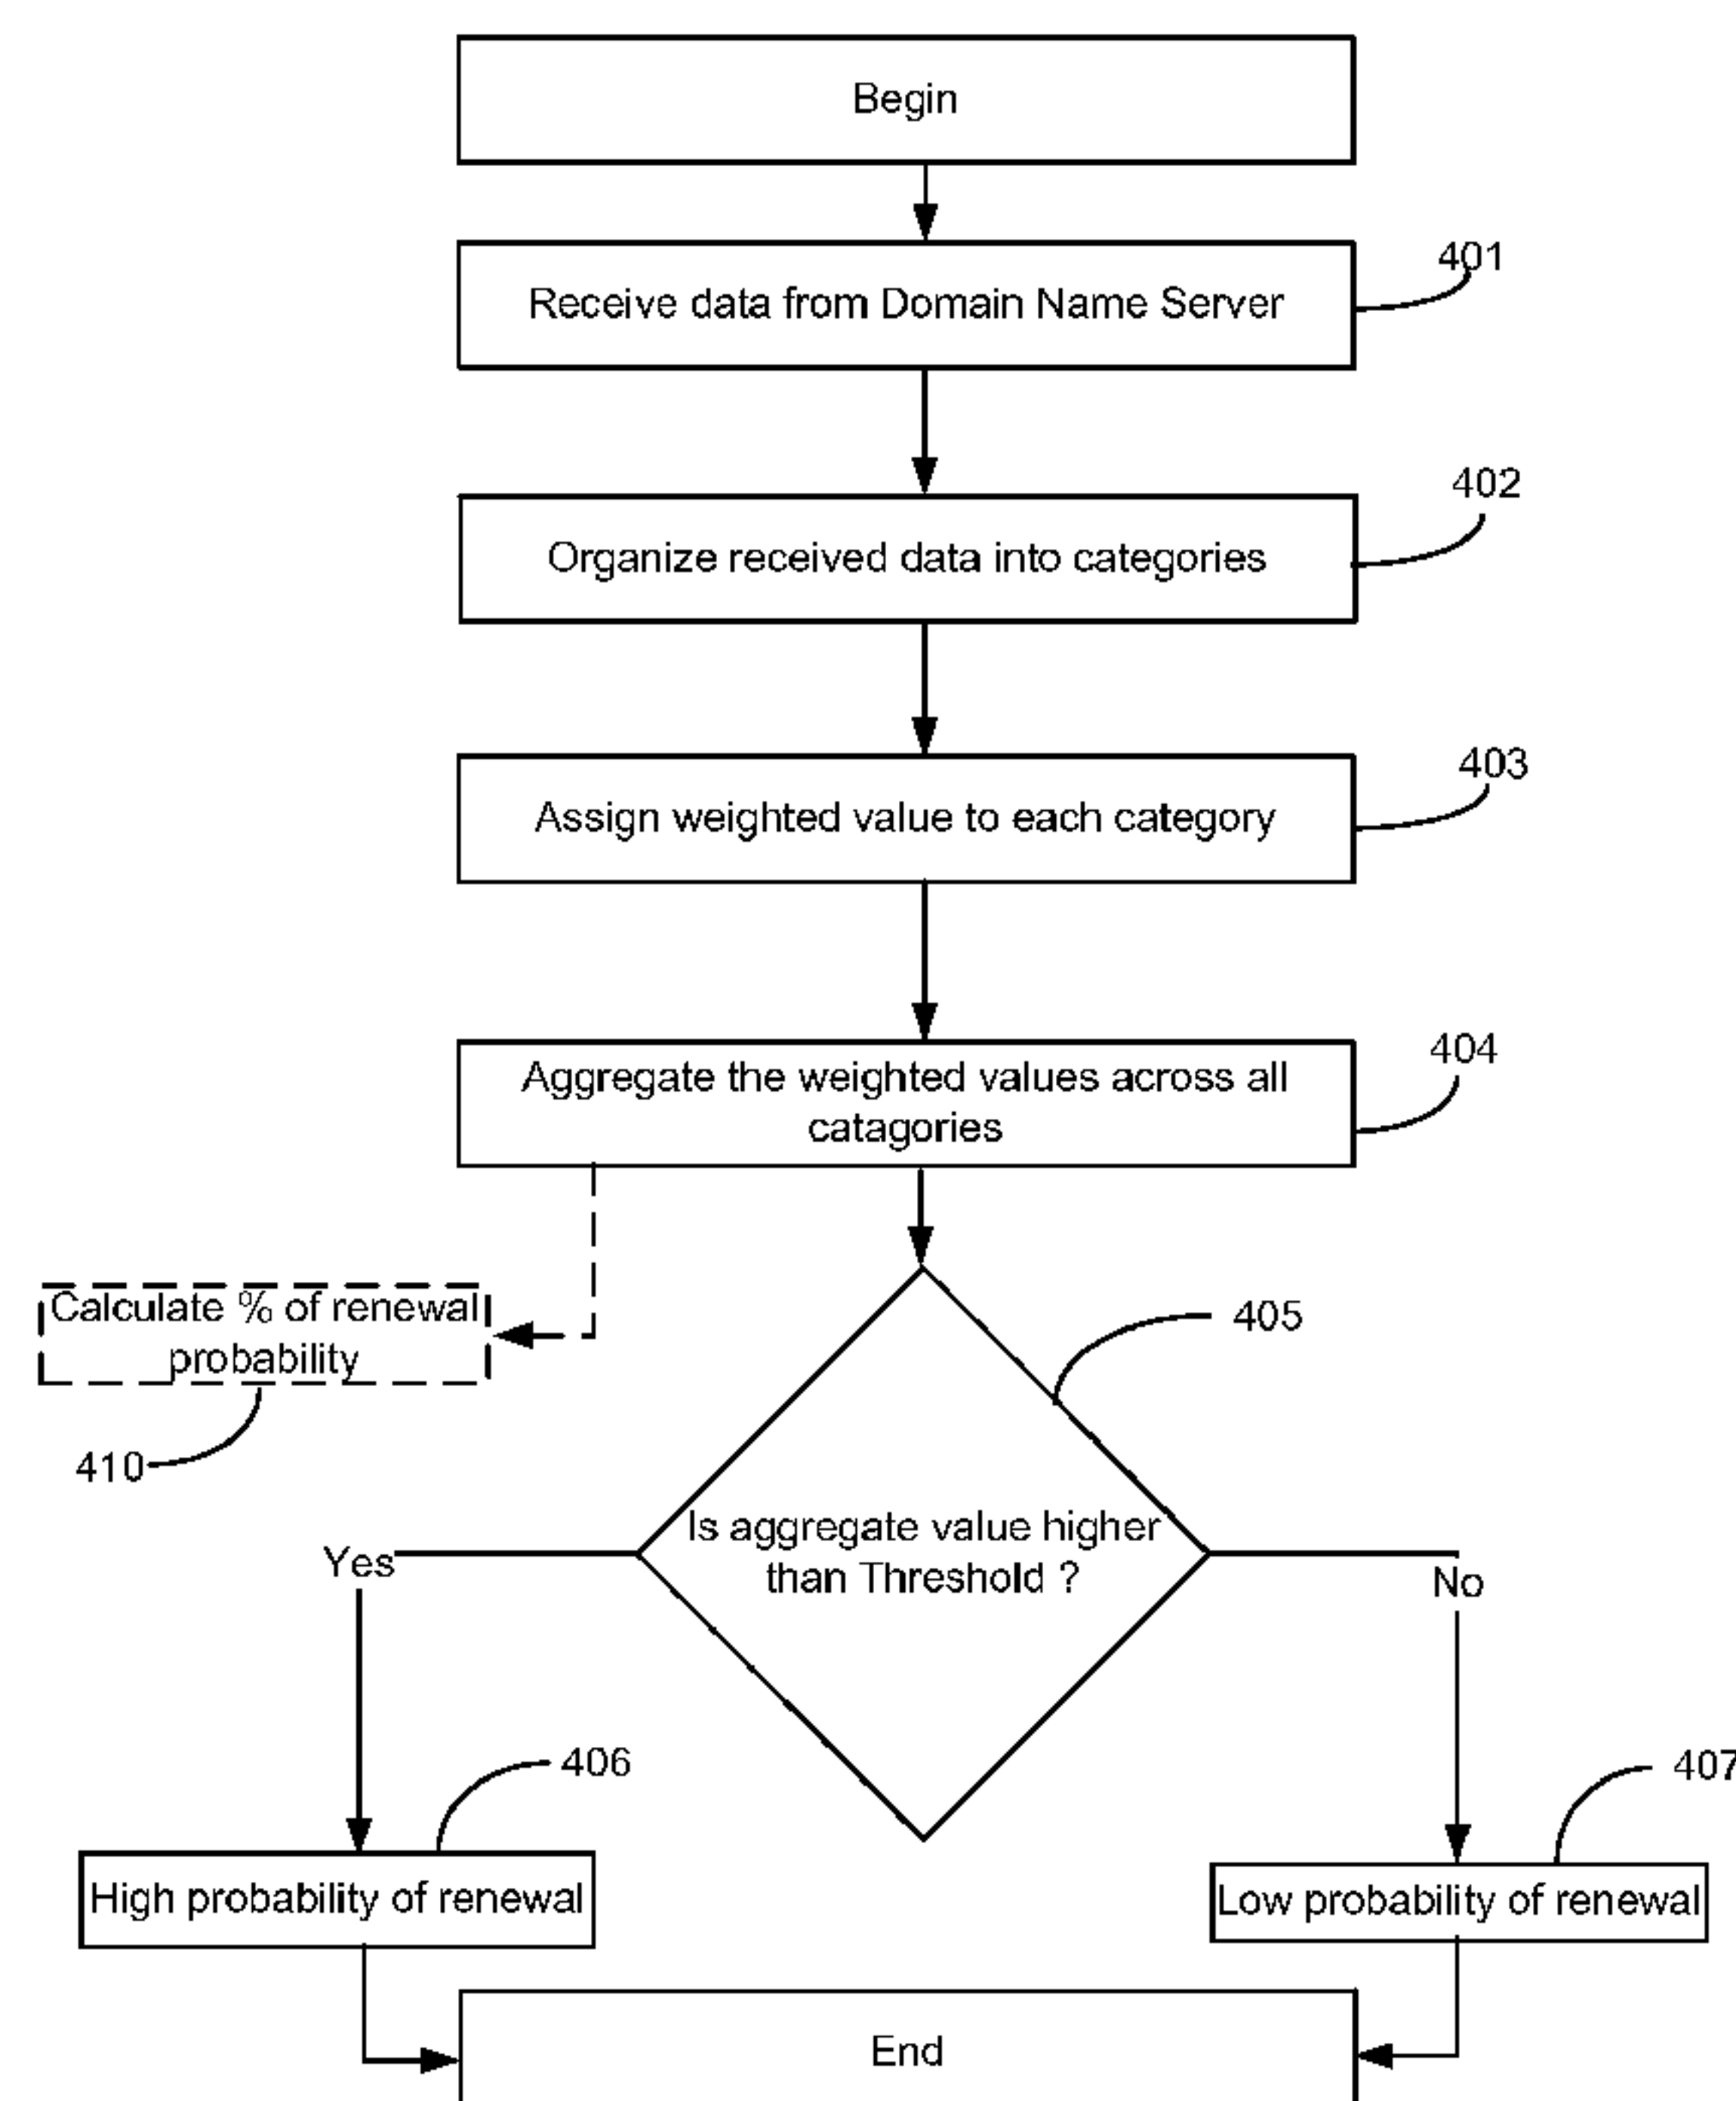 Begin
Receive data from Domain Name Server
401
Organize received data into categories
402
Assign weighted value to each category
403
Aggregate the weighted values across all
catagories
404
Calculate % of renewal
probability
410
405
Is aggregate value higher
than Threshold ?
Yes
No
406
407
High probability of renewal
Low probability of renewal
End